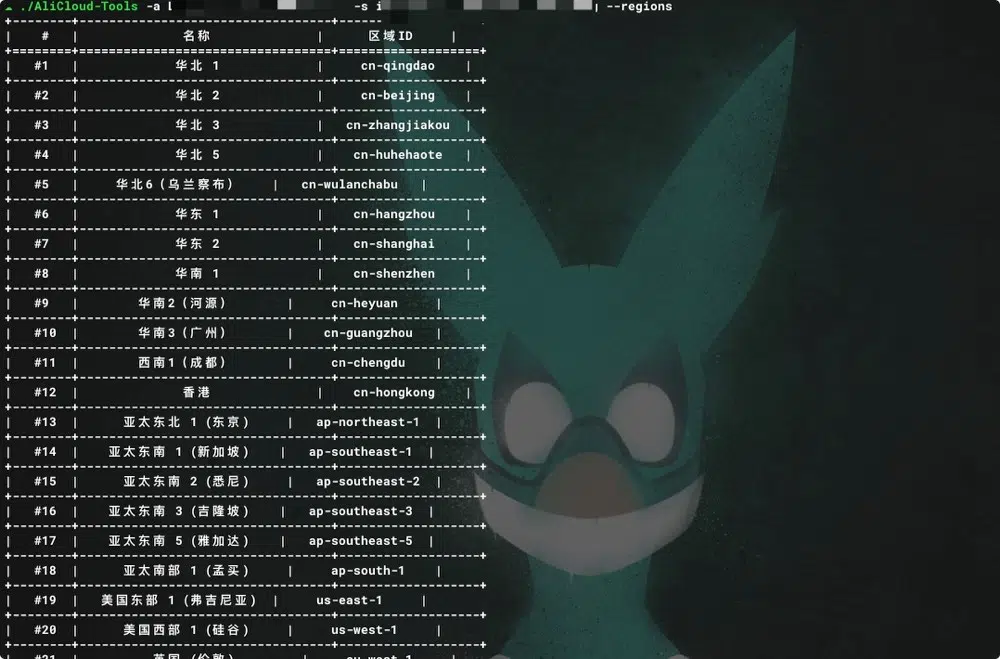 ./AliCloud-Tools -a l -s i --regions
# | 名称 | 区域ID |
#1 | 华北 1 | cn-qingdao |
#2 | 华北 2 | cn-beijing |
#3 | 华北 3 | cn-zhangjiakou |
#4 | 华北 5 | cn-huhehaote |
#5 | 华北6(乌兰察布) | cn-wulanchabu |
#6 | 华东 1 | cn-hangzhou |
#7 | 华东 2 | cn-shanghai |
#8 | 华南 1 | cn-shenzhen |
#9 | 华南2(河源) | cn-heyuan |
#10 | 华南3(广州) | cn-guangzhou |
#11 | 西南1(成都) | cn-chengdu |
#12 | 香港 | cn-hongkong |
#13 | 亚太东北 1 (东京) | ap-northeast-1 |
#14 | 亚太东南 1 (新加坡) | ap-southeast-1 |
#15 | 亚太东南 2 (悉尼) | ap-southeast-2 |
#16 | 亚太东南 3 (吉隆坡) | ap-southeast-3 |
#17 | 亚太东南 5 (雅加达) | ap-southeast-5 |
#18 | 亚太南部 1 (孟买) | ap-south-1 |
#19 | 美国东部 1 (弗吉尼亚) | us-east-1 |
#20 | 美国西部 1 (硅谷) | us-west-1 |
#21 | 英国 (伦敦) | eu-west-1 |